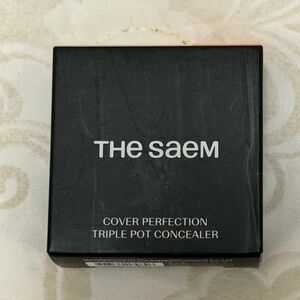 THE SAEM
COVER PERFECTION
TRIPLE POT CONCEALER